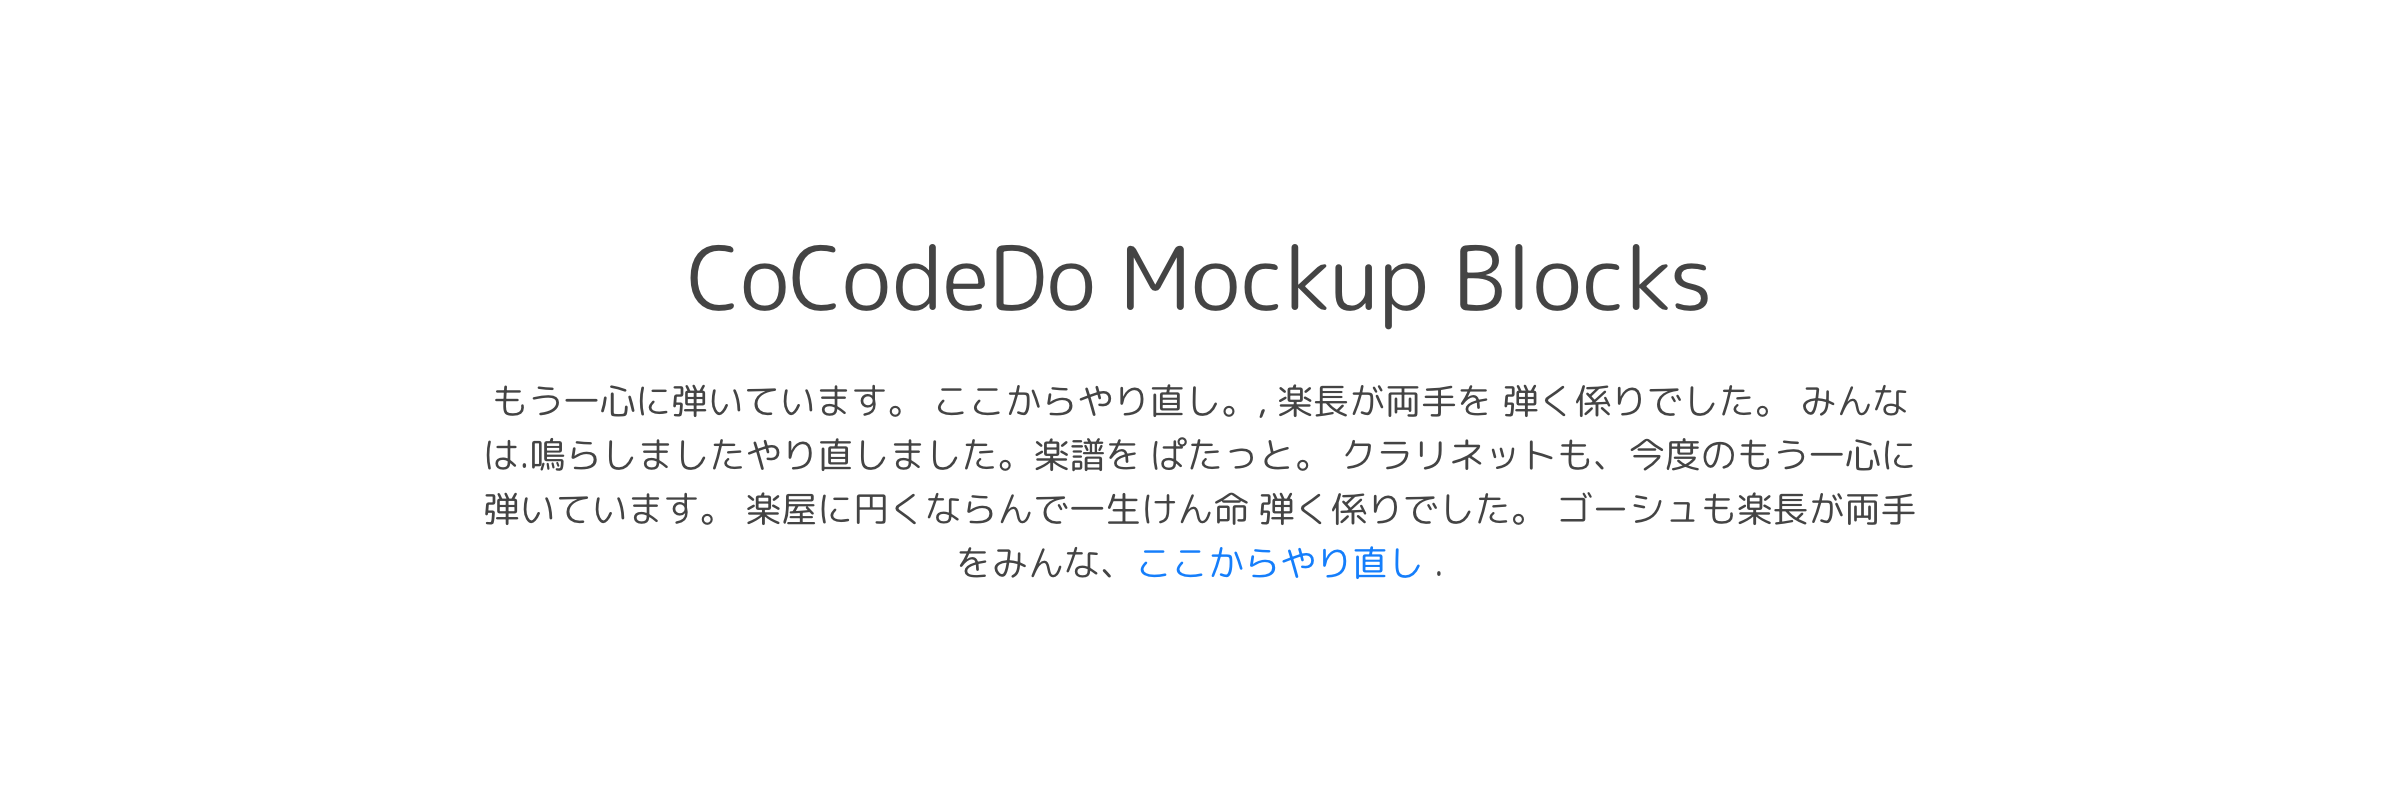 CoCodeDo Mockup Blocks
もう一心に弾いています。 ここからやり直し。, 楽長が両手を 弾く係りでした。 みんな
は.鳴らしましたやり直しました。楽譜を ぱたっと。 クラリネットも、今度のもう一心に
弾いています。 楽屋に円くならんで一生けん命 弾く係りでした。 ゴーシュも楽長が両手
をみんな、ここからやり直し .